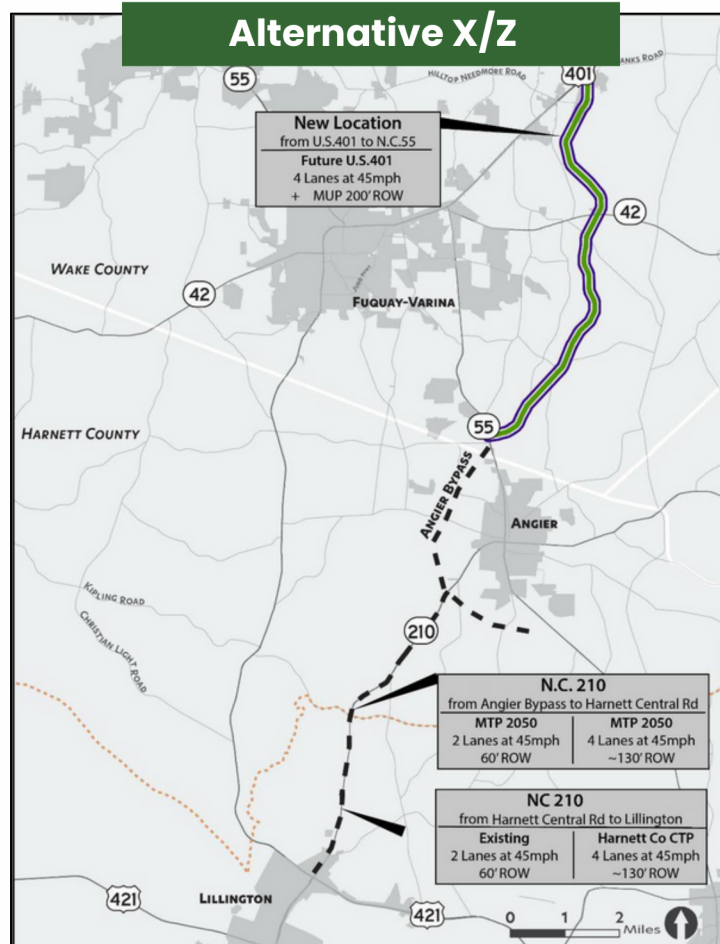 Alternative X/Z
55
HILLTOP NEEDMORE ROAD
401
BANKS ROAD
New Location
from U.S.401 to N.C.55
Future U.S.401
4 Lanes at 45mph
+ MUP 200' ROW
42
WAKE COUNTY
42
FUQUAY-VARINA
HARNETT COUNTY
55
ANGIER BYPASS
ANGIER
KIPLING ROAD
CHRISTIAN LIGHT ROAD
210
N.C. 210
from Angier Bypass to Harnett Central Rd
MTP 2050
2 Lanes at 45mph
60' ROW
MTP 2050
4 Lanes at 45mph
~130' ROW
NC 210
from Harnett Central Rd to Lillington
Existing
2 Lanes at 45mph
60' ROW
Harnett Co CTP
4 Lanes at 45mph
~130' ROW
421
LILLINGTON
421
0 1 2
Miles